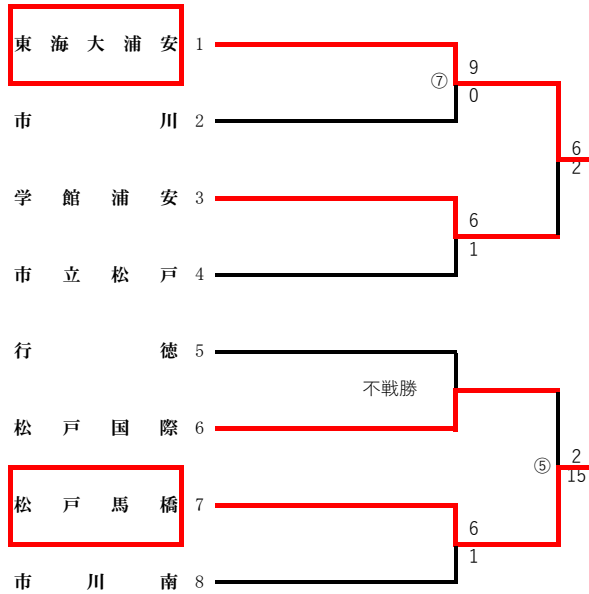 東海大浦安 1
9
⑦
0
市川 2
6
2
学館浦安 3
6
1
市立松戸 4
行徳 5
不戦勝
松戸国際 6
2
⑤
15
松戸馬橋 7
6
1
市川南 8